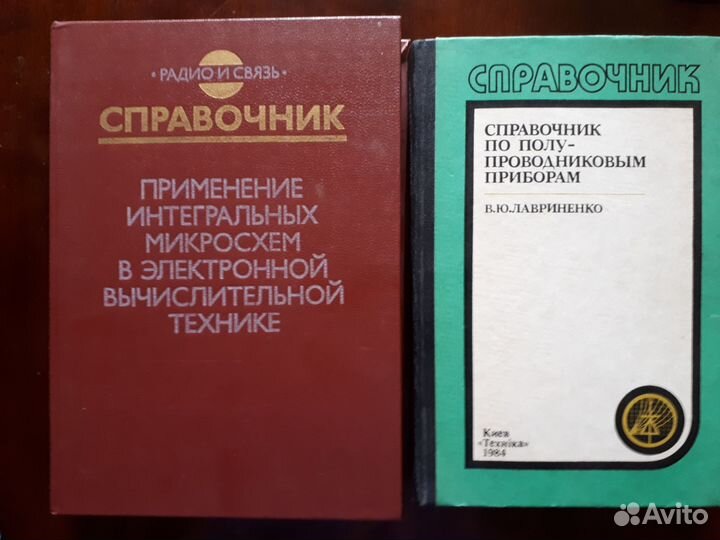 • РАДИО И СВЯЗЬ •
СПРАВОЧНИК
ПРИМЕНЕНИЕ
ИНТЕГРАЛЬНЫХ
МИКРОСХЕМ
В ЭЛЕКТРОННОЙ
ВЫЧИСЛИТЕЛЬНОЙ
ТЕХНИКЕ
СПРАВОЧНИК
СПРАВОЧНИК
ПО ПОЛУ-
ПРОВОДНИКОВЫМ
ПРИБОРАМ
В.Ю.ЛАВРИНЕНКО
Киев
«Технiка»
1984
Avito